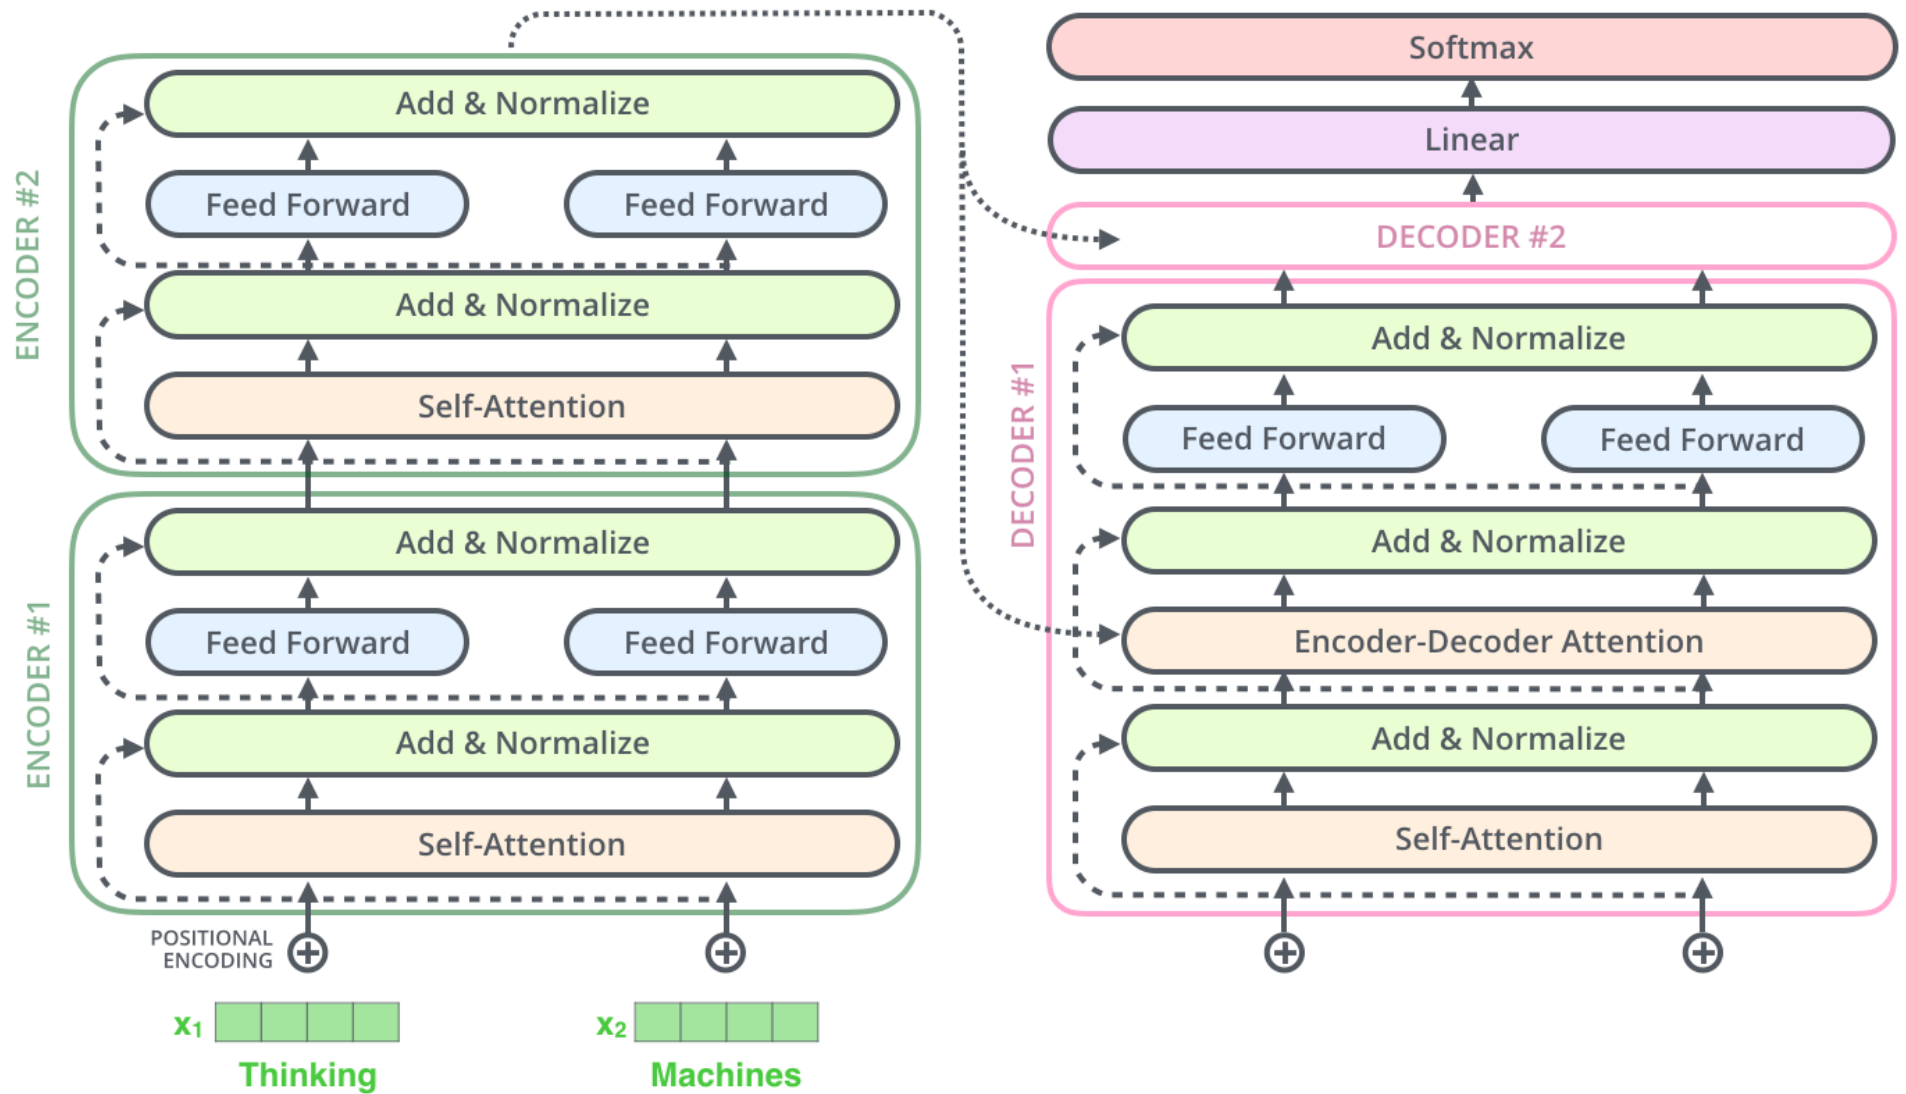 ENCODER #2
Add & Normalize
Feed Forward
Feed Forward
Add & Normalize
Self-Attention
ENCODER #1
Add & Normalize
Feed Forward
Feed Forward
Add & Normalize
Self-Attention
POSITIONAL
ENCODING
x₁
x₂
Thinking
Machines
Softmax
Linear
DECODER #2
DECODER #1
Add & Normalize
Feed Forward
Feed Forward
Add & Normalize
Encoder-Decoder Attention
Add & Normalize
Self-Attention